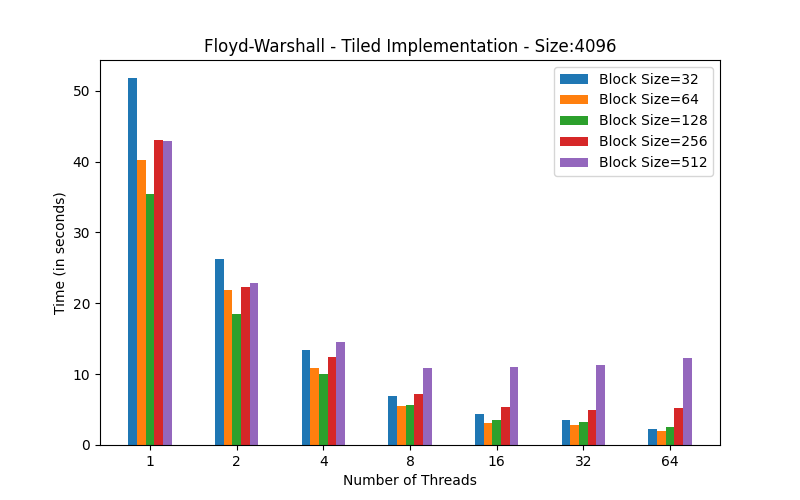 Floyd-Warshall - Tiled Implementation - Size:4096
Block Size=32
Block Size=64
Block Size=128
Block Size=256
Block Size=512
Time (in seconds)
50
40
30
20
10
0
1 2 4 8 16 32 64
Number of Threads